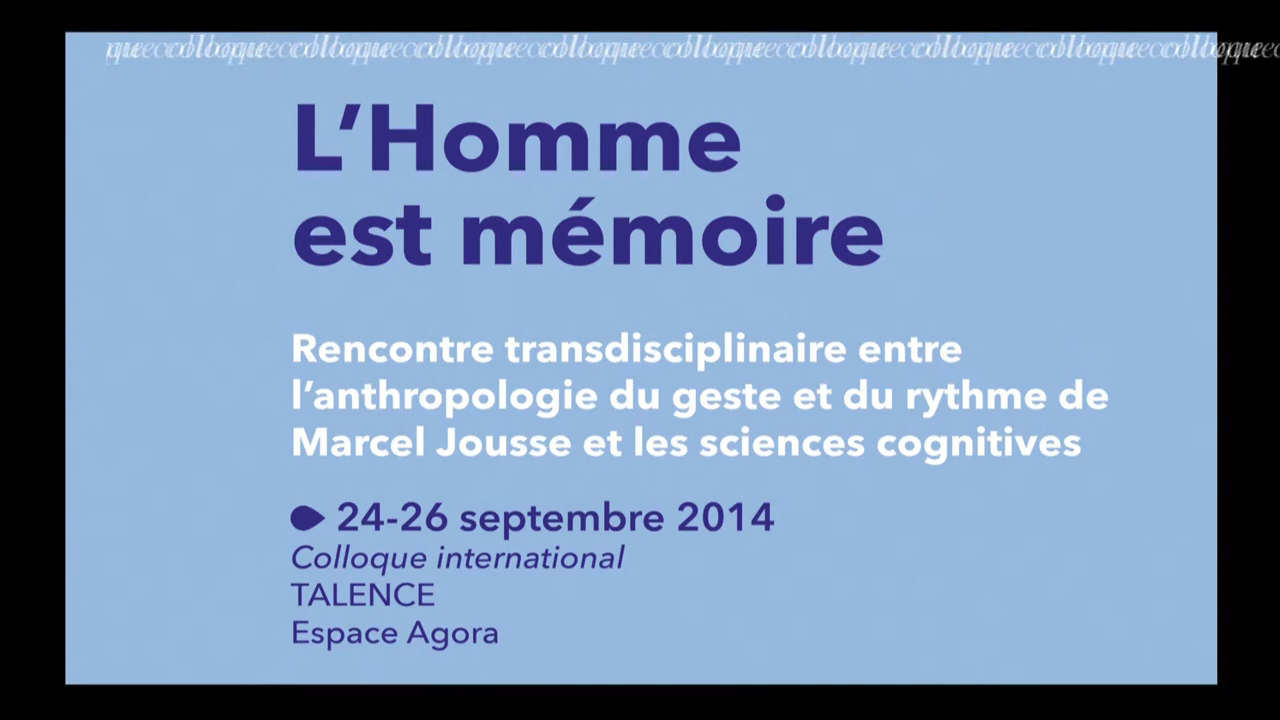 L'Homme
est mémoire
Rencontre transdisciplinaire entre
l'anthropologie du geste et du rythme de
Marcel Jousse et les sciences cognitives
24-26 septembre 2014
Colloque international
TALENCE
Espace Agora